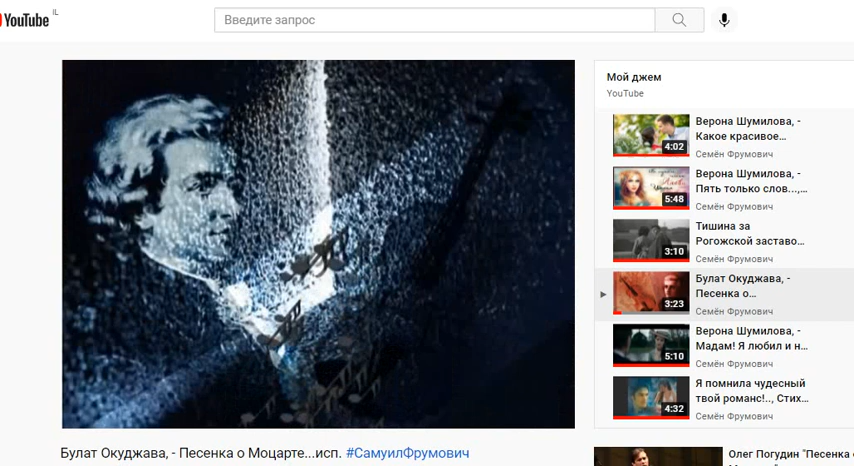 YouTube
IL
Введите запрос
Мой джем
YouTube
Верона Шумилова, -
Какое красивое...
Семён Фрумович
4:02
Верона Шумилова, -
Пять только слов...,...
Семён Фрумович
5:48
Тишина за
Рогожской заставо...
Семён Фрумович
3:10
Булат Окуджава, -
Песенка о...
Семён Фрумович
3:23
Верона Шумилова, -
Мадам! Я любил и н...
Семён Фрумович
5:10
Я помнила чудесный
твой романс!.., Стих...
Семён Фрумович
4:32
Булат Окуджава, - Песенка о Моцарте...исп. #СамуилФрумович
Олег Погудин "Песенка